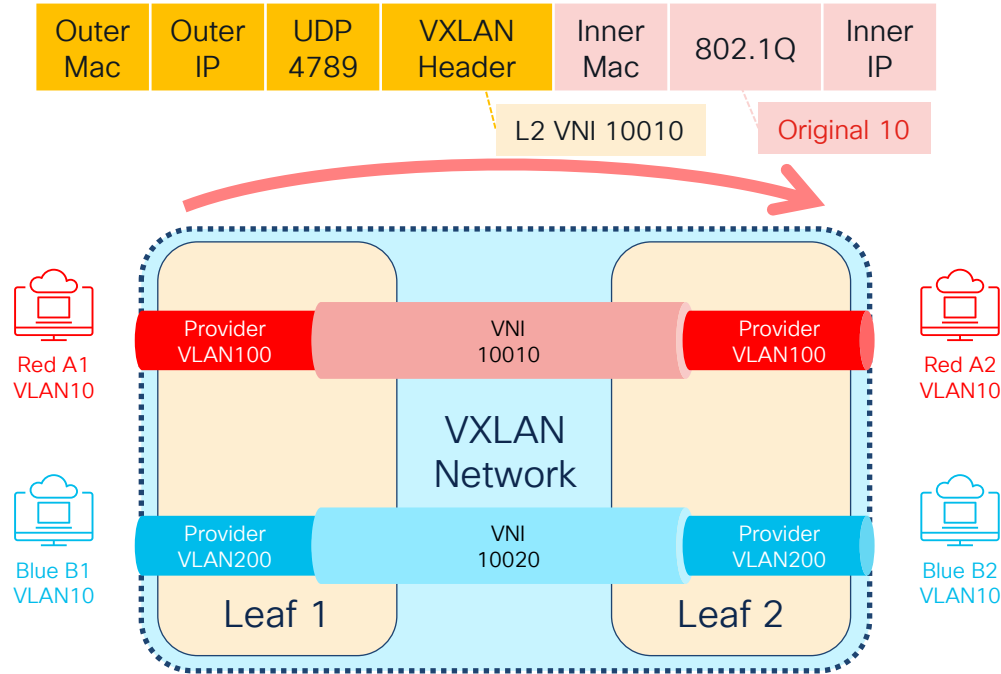 Outer
Mac
Outer
IP
UDP
4789
VXLAN
Header
Inner
Mac
802.1Q
Inner
IP
L2 VNI 10010
Original 10
Red A1
VLAN10
Provider
VLAN100
VNI
10010
Provider
VLAN100
Red A2
VLAN10
VXLAN
Network
Blue B1
VLAN10
Provider
VLAN200
VNI
10020
Provider
VLAN200
Blue B2
VLAN10
Leaf 1
Leaf 2